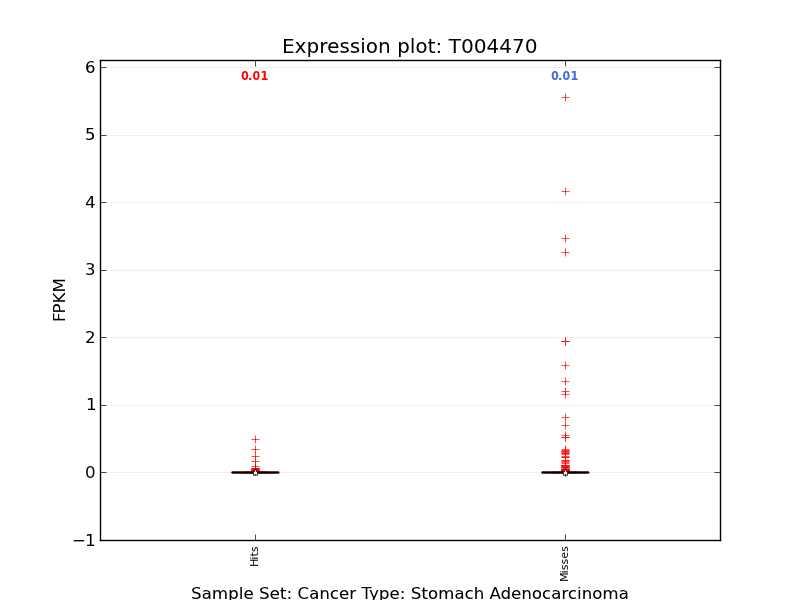 Expression plot: T004470
0.01
0.01
6
5
4
3
2
1
0
−1
FPKM
Hits
Misses
Sample Set: Cancer Type: Stomach Adenocarcinoma